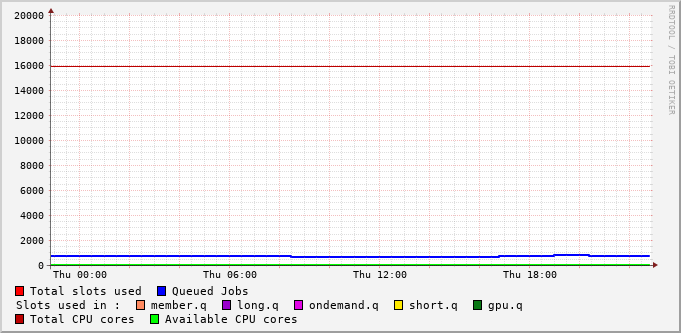 20000
18000
16000
14000
12000
10000
8000
6000
4000
2000
0
Thu 00:00 Thu 06:00 Thu 12:00 Thu 18:00
Total slots used Queued Jobs
Slots used in : member.q long.q ondemand.q short.q gpu.q
Total CPU cores Available CPU cores
RRDTOOL / TOBI OETIKER